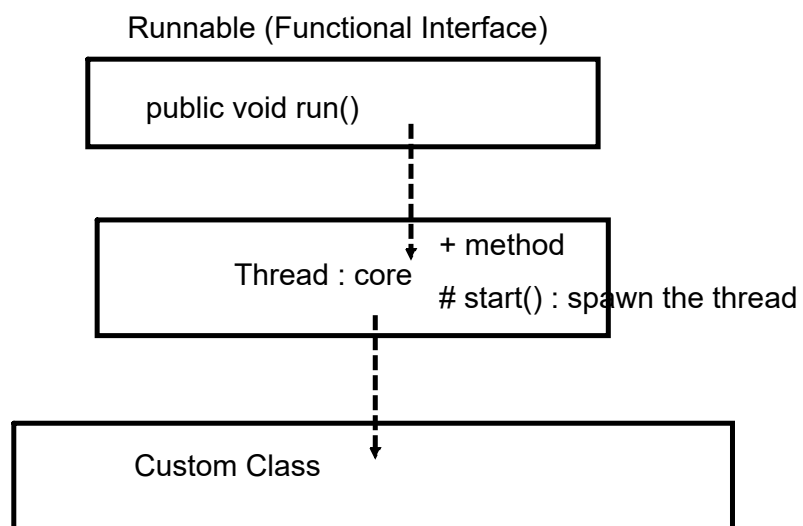 Runnable (Functional Interface)
public void run()
+ method
Thread : core
# start() : spawn the thread
Custom Class